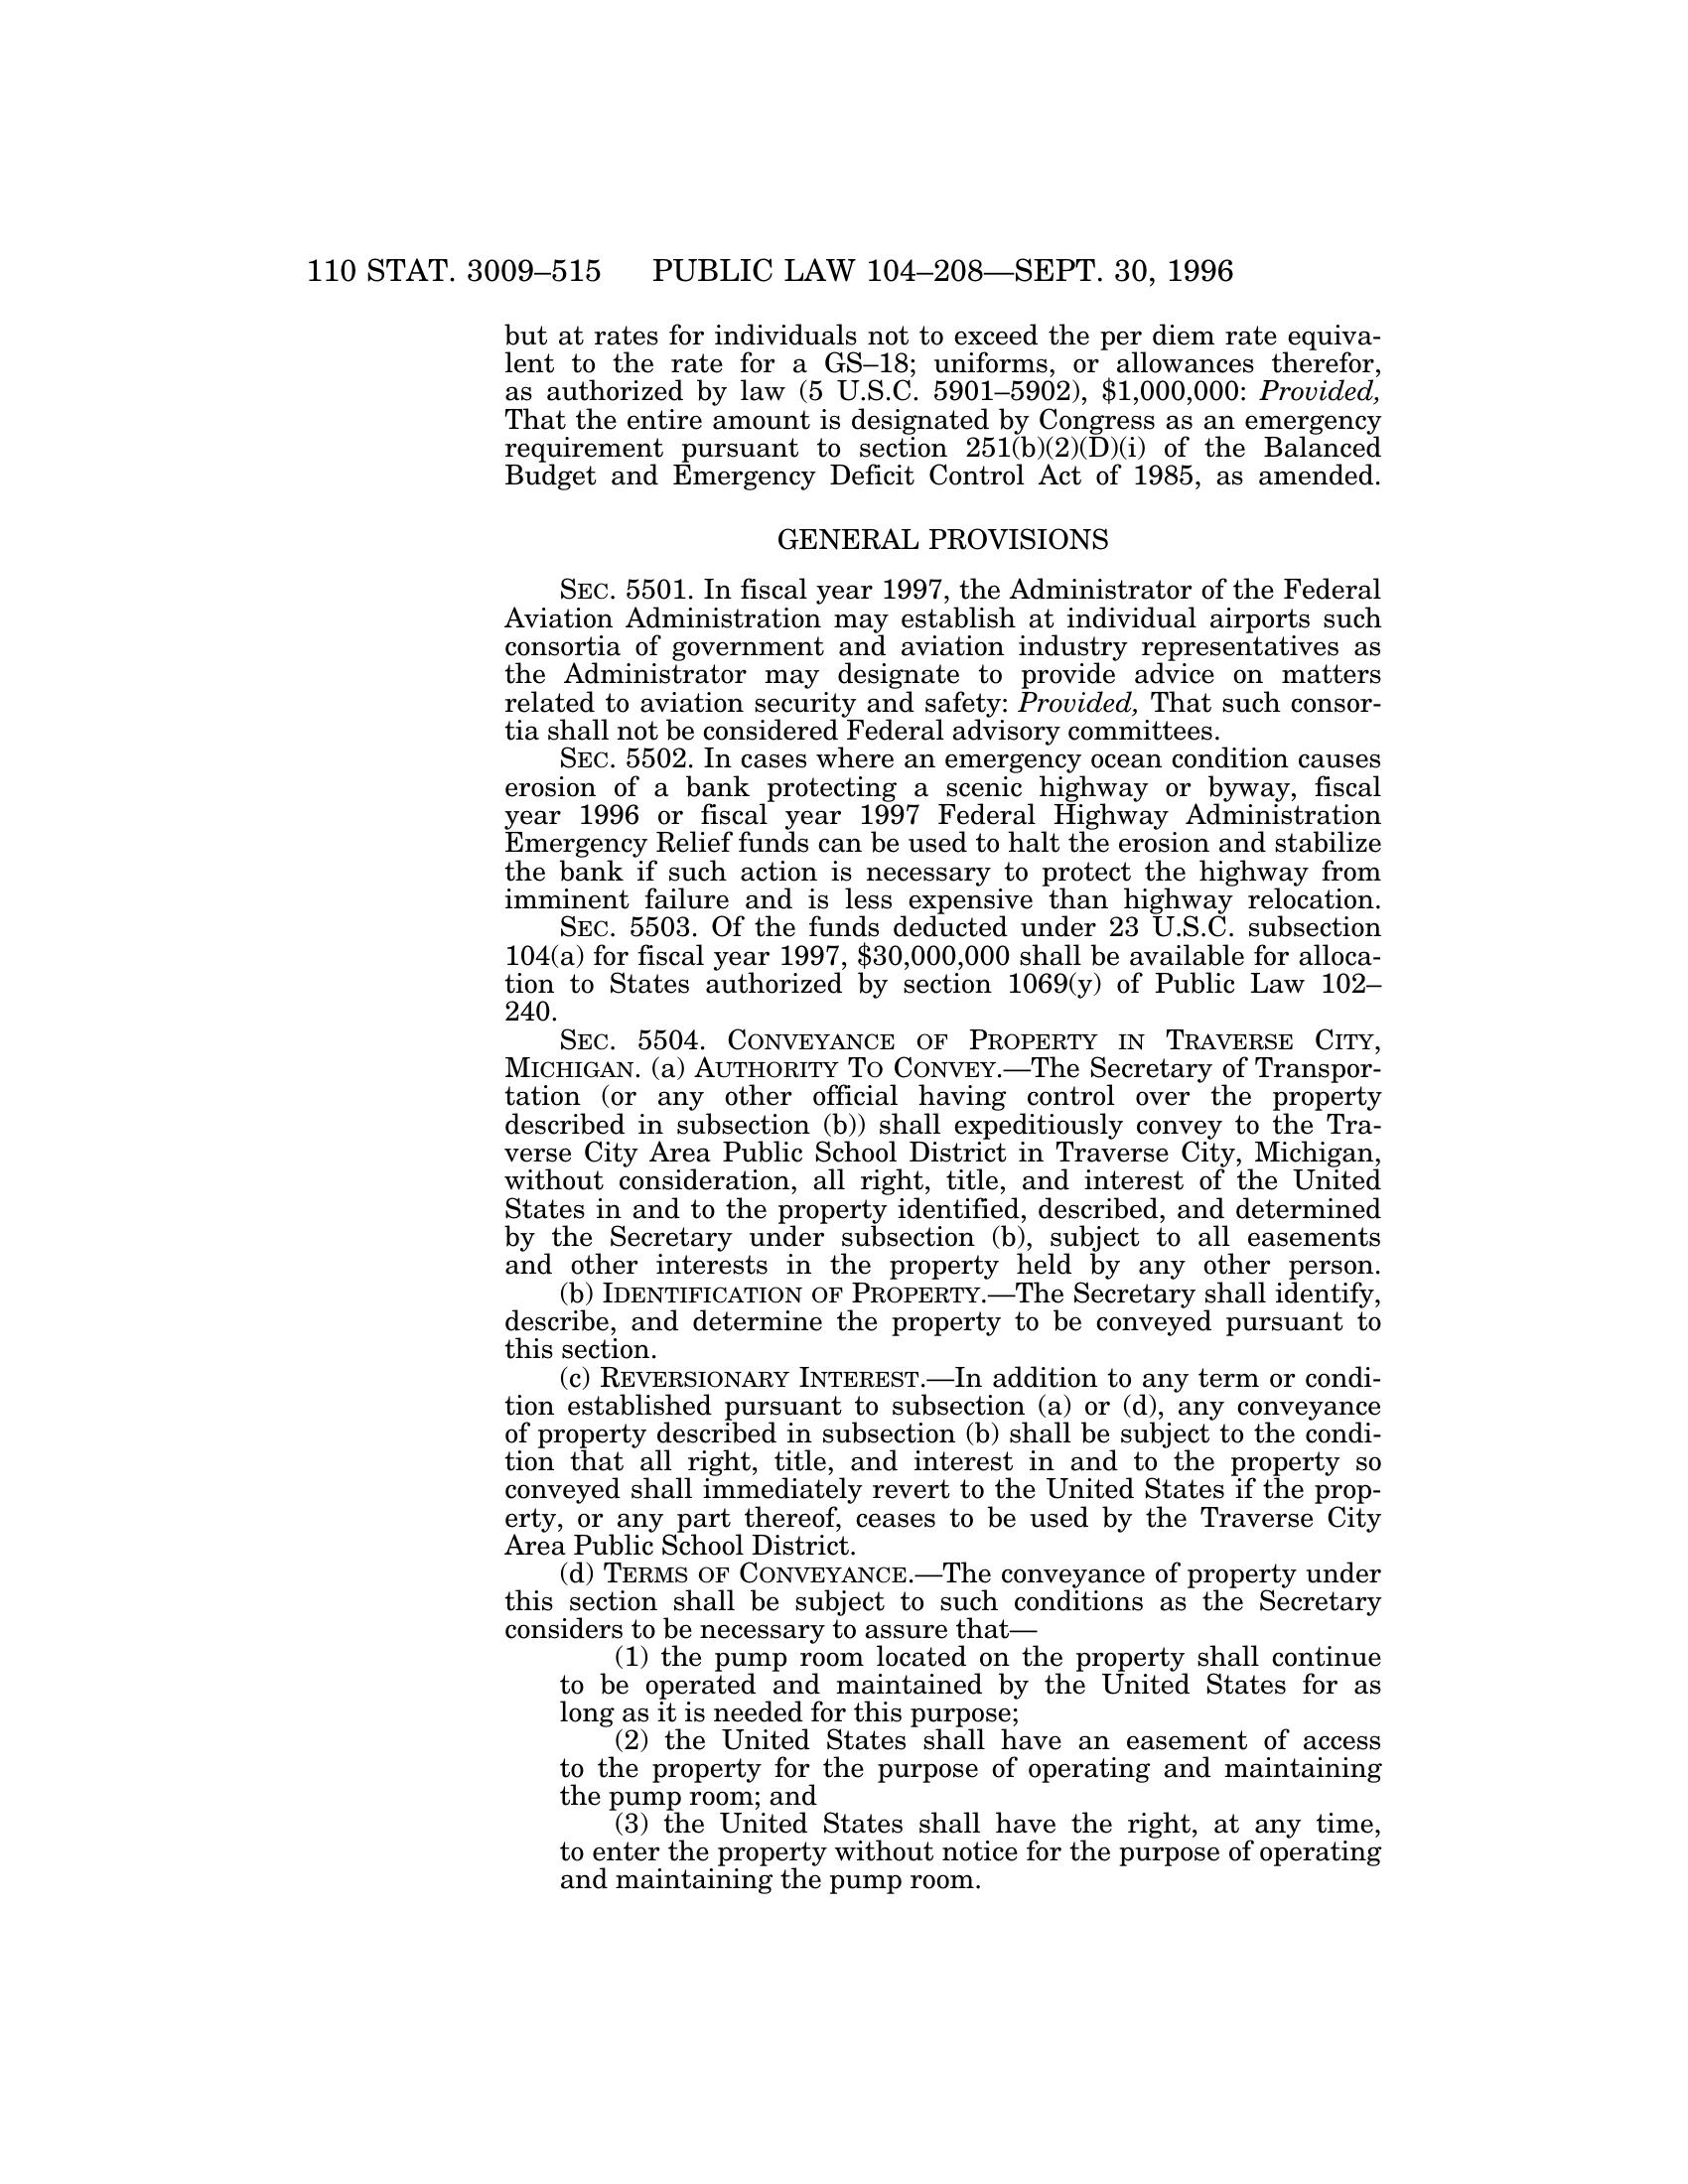 110 STAT. 3009–515 PUBLIC LAW 104–208—SEPT. 30, 1996
but at rates for individuals not to exceed the per diem rate equiva-
lent to the rate for a GS–18; uniforms, or allowances therefor,
as authorized by law (5 U.S.C. 5901–5902), $1,000,000: Provided,
That the entire amount is designated by Congress as an emergency
requirement pursuant to section 251(b)(2)(D)(i) of the Balanced
Budget and Emergency Deficit Control Act of 1985, as amended.
GENERAL PROVISIONS
SEC. 5501. In fiscal year 1997, the Administrator of the Federal
Aviation Administration may establish at individual airports such
consortia of government and aviation industry representatives as
the Administrator may designate to provide advice on matters
related to aviation security and safety: Provided, That such consor-
tia shall not be considered Federal advisory committees.
SEC. 5502. In cases where an emergency ocean condition causes
erosion of a bank protecting a scenic highway or byway, fiscal
year 1996 or fiscal year 1997 Federal Highway Administration
Emergency Relief funds can be used to halt the erosion and stabilize
the bank if such action is necessary to protect the highway from
imminent failure and is less expensive than highway relocation.
SEC. 5503. Of the funds deducted under 23 U.S.C. subsection
104(a) for fiscal year 1997, $30,000,000 shall be available for alloca-
tion to States authorized by section 1069(y) of Public Law 102–
240.
SEC. 5504. CONVEYANCE OF PROPERTY IN TRAVERSE CITY,
MICHIGAN. (a) AUTHORITY TO CONVEY.—The Secretary of Transpor-
tation (or any other official having control over the property
described in subsection (b)) shall expeditiously convey to the Tra-
verse City Area Public School District in Traverse City, Michigan,
without consideration, all right, title, and interest of the United
States in and to the property identified, described, and determined
by the Secretary under subsection (b), subject to all easements
and other interests in the property held by any other person.
(b) IDENTIFICATION OF PROPERTY.—The Secretary shall identify,
describe, and determine the property to be conveyed pursuant to
this section.
(c) REVERSIONARY INTEREST.—In addition to any term or condi-
tion established pursuant to subsection (a) or (d), any conveyance
of property described in subsection (b) shall be subject to the condi-
tion that all right, title, and interest in and to the property so
conveyed shall immediately revert to the United States if the prop-
erty, or any part thereof, ceases to be used by the Traverse City
Area Public School District.
(d) TERMS OF CONVEYANCE.—The conveyance of property under
this section shall be subject to such conditions as the Secretary
considers to be necessary to assure that—
(1) the pump room located on the property shall continue
to be operated and maintained by the United States for as
long as it is needed for this purpose;
(2) the United States shall have an easement of access
to the property for the purpose of operating and maintaining
the pump room; and
(3) the United States shall have the right, at any time,
to enter the property without notice for the purpose of operating
and maintaining the pump room.